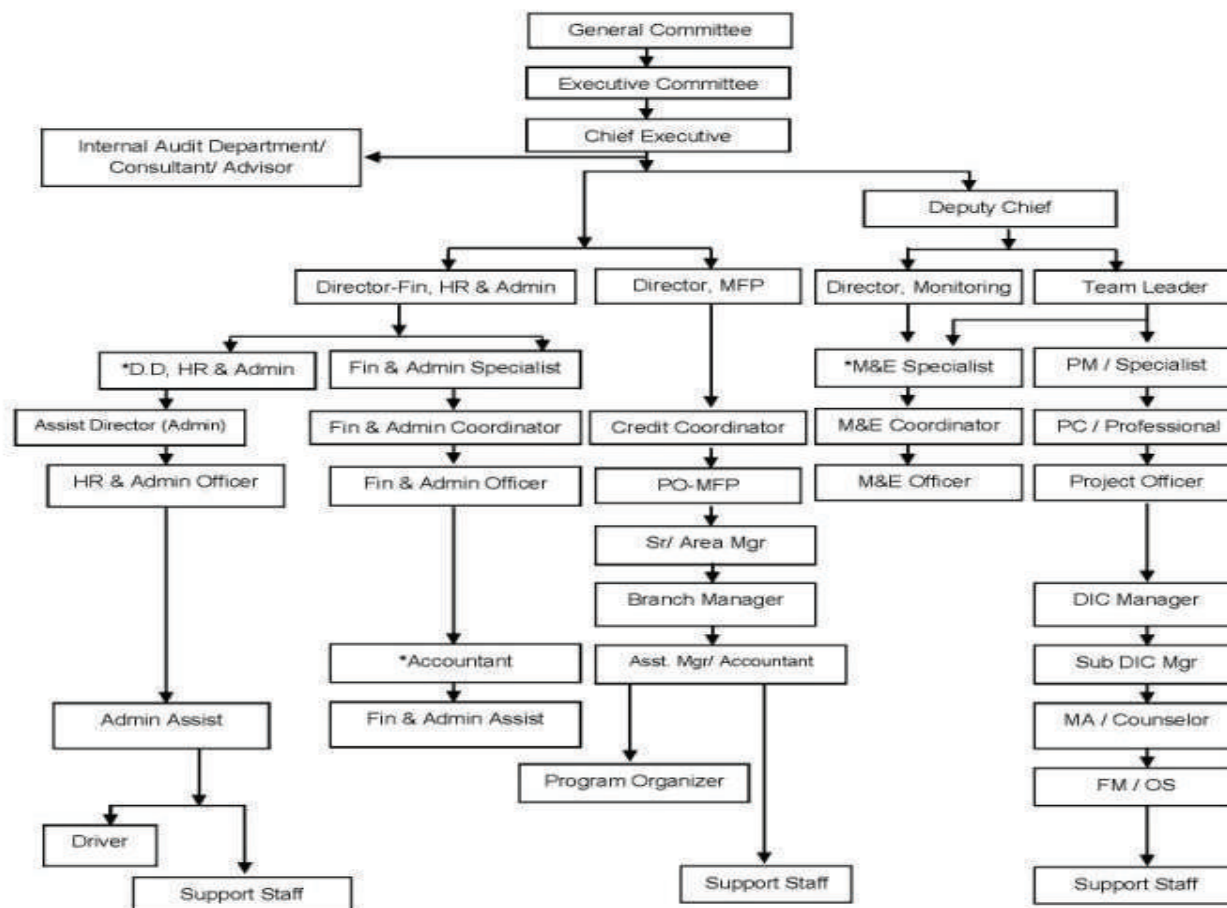 General Committee
Executive Committee
Chief Executive
Internal Audit Department/
Consultant/ Advisor
Deputy Chief
Director-Fin, HR & Admin
Director, MFP
Director, Monitoring
Team Leader
*D.D, HR & Admin
Fin & Admin Specialist
*M&E Specialist
PM / Specialist
Assist Director (Admin)
Fin & Admin Coordinator
Credit Coordinator
M&E Coordinator
PC / Professional
HR & Admin Officer
Fin & Admin Officer
PO-MFP
M&E Officer
Project Officer
Sr/ Area Mgr
Branch Manager
DIC Manager
*Accountant
Asst. Mgr/ Accountant
Sub DIC Mgr
Admin Assist
Fin & Admin Assist
MA / Counselor
Program Organizer
FM / OS
Driver
Support Staff
Support Staff
Support Staff